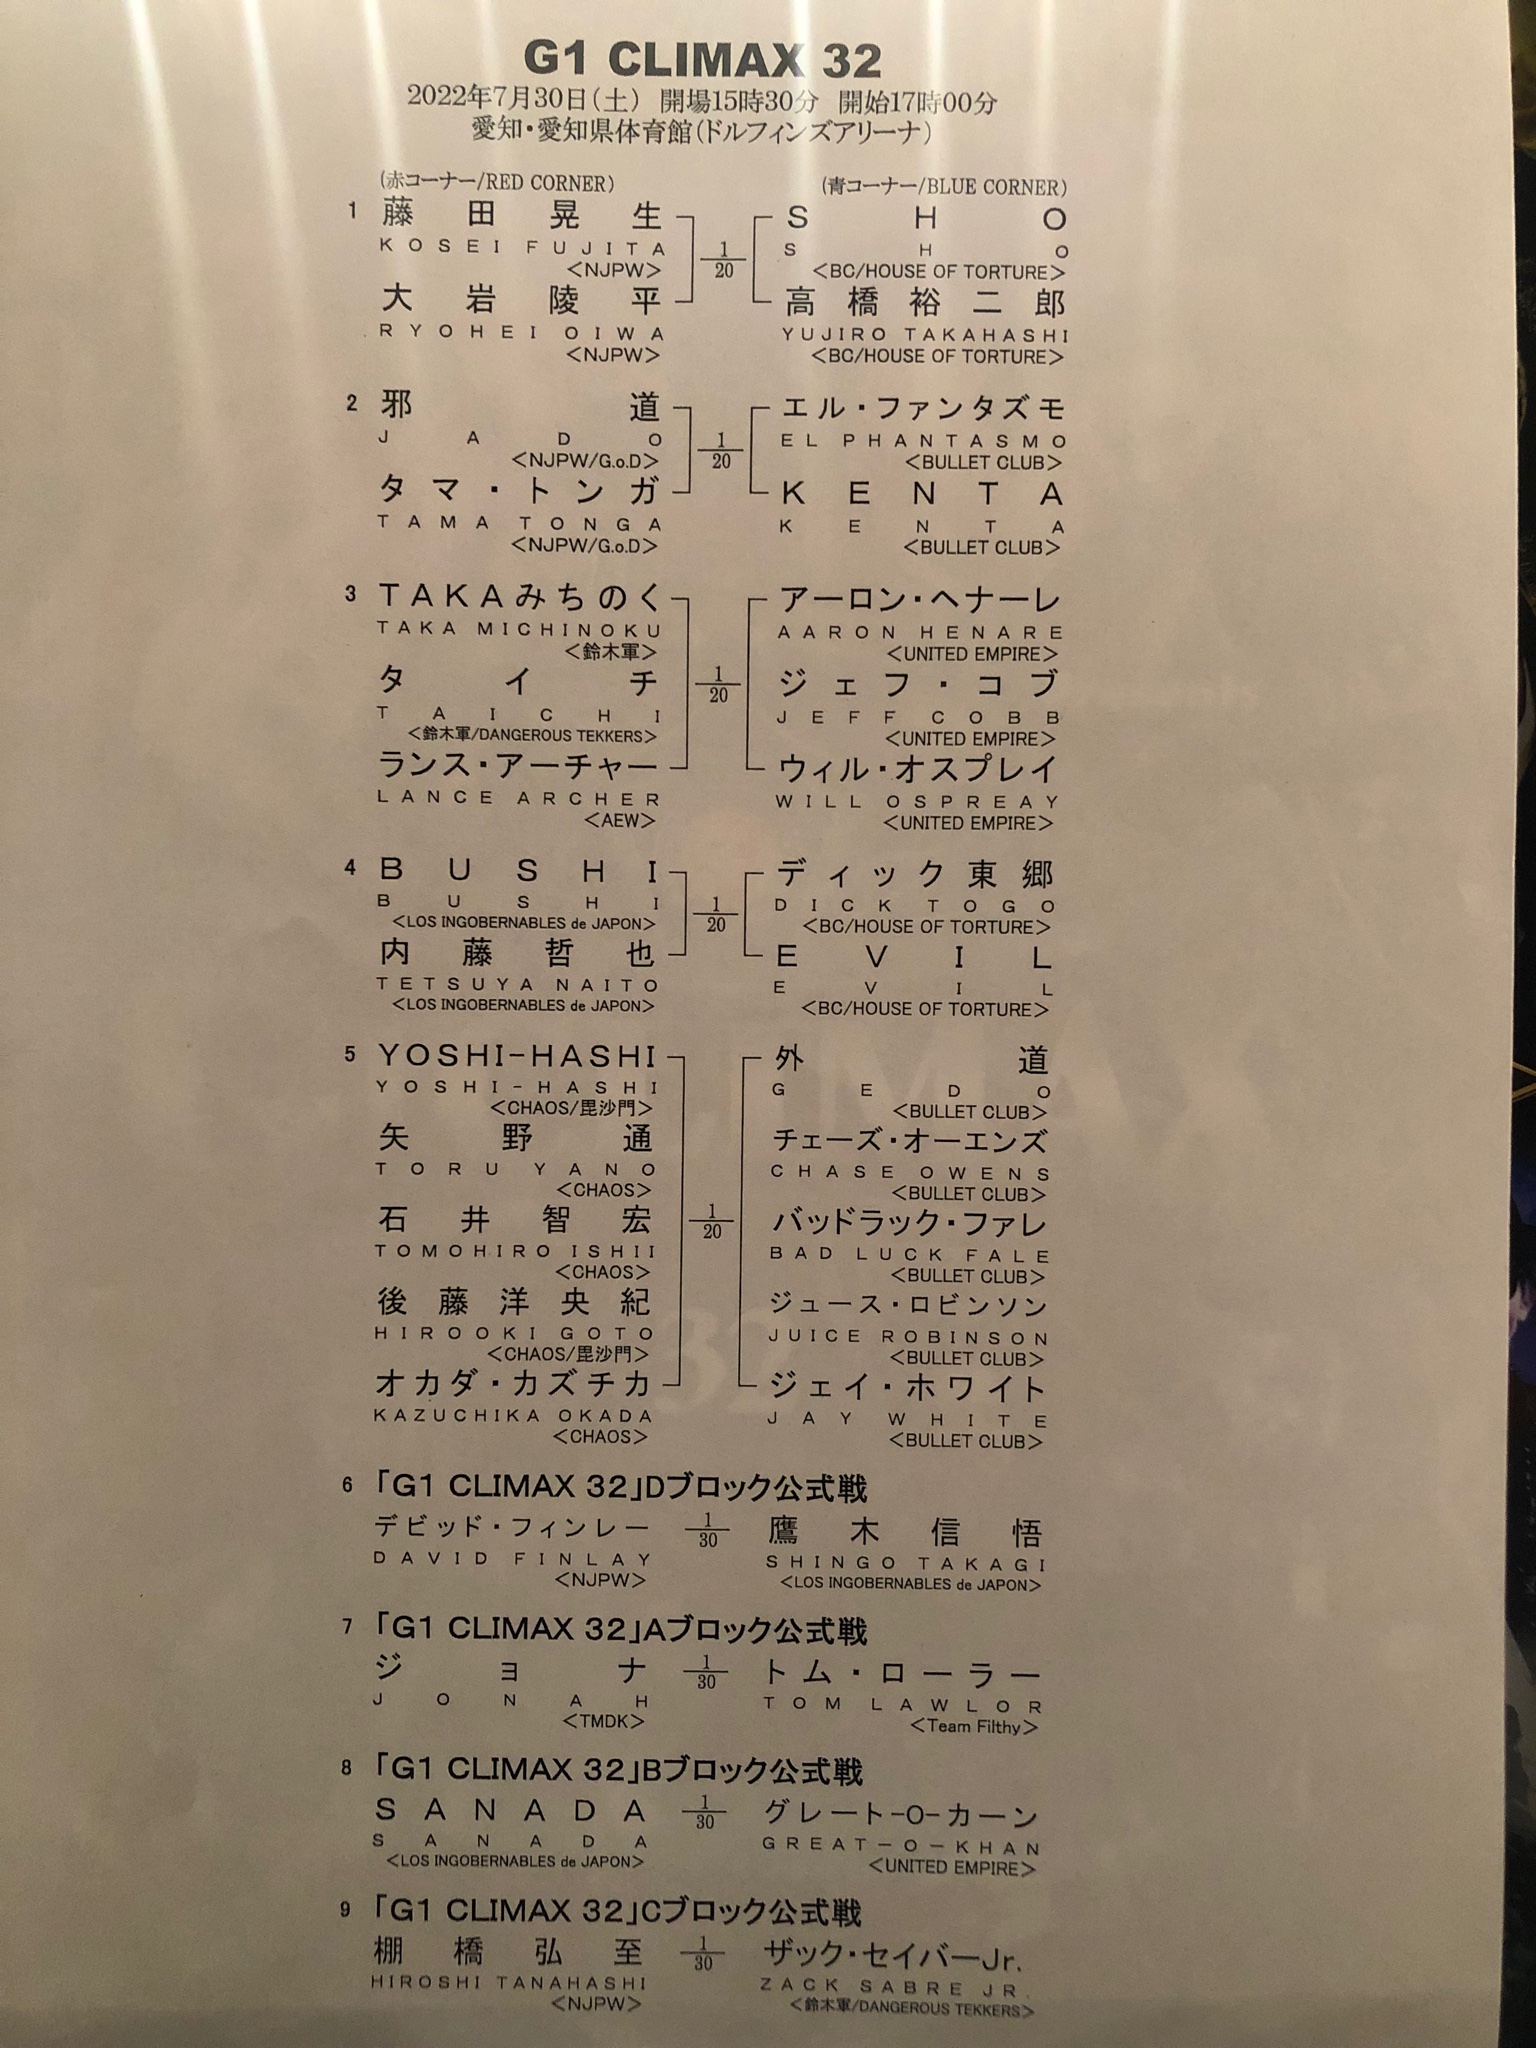 G1 CLIMAX 32
2022年7月30日(土) 開場15時30分 開始17時00分
愛知・愛知県体育館(ドルフィンズアリーナ)
(赤コーナー/RED CORNER) (青コーナー/BLUE CORNER)
1 藤田晃生 SHO
KOSEI FUJITA 1/20 SHO
<NJPW> <BC/HOUSE OF TORTURE>
大岩陵平 高橋裕二郎
RYOHEI OIWA YUJIRO TAKAHASHI
<NJPW> <BC/HOUSE OF TORTURE>
2 邪道 エル・ファンタズモ
JADO 1/20 EL PHANTASMO
<NJPW/G.o.D> <BULLET CLUB>
タマ・トンガ KENTA
TAMA TONGA KENTA
<NJPW/G.o.D> <BULLET CLUB>
3 TAKAみちのく アーロン・ヘナーレ
TAKA MICHINOKU AARON HENARE
<鈴木軍> <UNITED EMPIRE>
タイチ 1/20 ジェフ・コブ
TAICHI JEFF COBB
<鈴木軍/DANGEROUS TEKKERS> <UNITED EMPIRE>
ランス・アーチャー ウィル・オスプレイ
LANCE ARCHER WILL OSPREAY
<AEW> <UNITED EMPIRE>
4 BUSHI ディック東郷
BUSHI 1/20 DICK TOGO
<LOS INGOBERNABLES de JAPON> <BC/HOUSE OF TORTURE>
内藤哲也 EVIL
TETSUYA NAITO EVIL
<LOS INGOBERNABLES de JAPON> <BC/HOUSE OF TORTURE>
5 YOSHI-HASHI 外道
YOSHI-HASHI GEDO
<CHAOS/毘沙門> <BULLET CLUB>
矢野通 チェーズ・オーエンズ
TORU YANO CHASE OWENS
<CHAOS> <BULLET CLUB>
石井智宏 1/20 バッドラック・ファレ
TOMOHIRO ISHII BAD LUCK FALE
<CHAOS> <BULLET CLUB>
後藤洋央紀 ジュース・ロビンソン
HIROOKI GOTO JUICE ROBINSON
<CHAOS/毘沙門> <BULLET CLUB>
オカダ・カズチカ ジェイ・ホワイト
KAZUCHIKA OKADA JAY WHITE
<CHAOS> <BULLET CLUB>
6 「G1 CLIMAX 32」Dブロック公式戦
デビッド・フィンレー 1/30 鷹木信悟
DAVID FINLAY SHINGO TAKAGI
<NJPW> <LOS INGOBERNABLES de JAPON>
7 「G1 CLIMAX 32」Aブロック公式戦
ジョナ 1/30 トム・ローラー
JONAH TOM LAWLOR
<TMDK> <Team Filthy>
8 「G1 CLIMAX 32」Bブロック公式戦
SANADA 1/30 グレート-O-カーン
SANADA GREAT-O-KHAN
<LOS INGOBERNABLES de JAPON> <UNITED EMPIRE>
9 「G1 CLIMAX 32」Cブロック公式戦
棚橋弘至 1/30 ザック・セイバーJr.
HIROSHI TANAHASHI ZACK SABRE JR.
<NJPW> <鈴木軍/DANGEROUS TEKKERS>